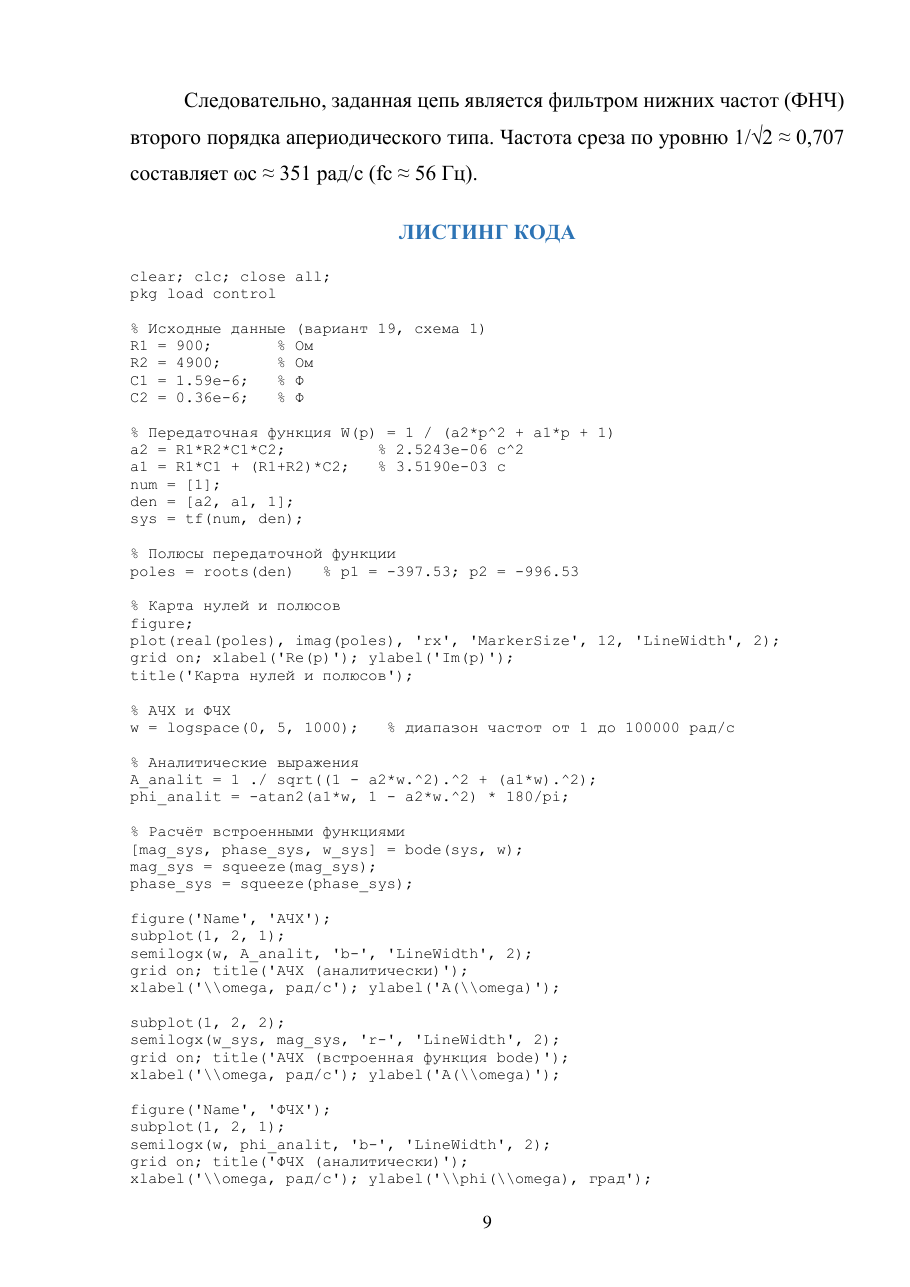 Следовательно, заданная цепь является фильтром нижних частот (ФНЧ)
второго порядка апериодического типа. Частота среза по уровню 1/√2 ≈ 0,707
составляет ωс ≈ 351 рад/с (fc ≈ 56 Гц).
ЛИСТИНГ КОДА
clear; clc; close all;
pkg load control
% Исходные данные (вариант 19, схема 1)
R1 = 900;        % Ом
R2 = 4900;       % Ом
C1 = 1.59e-6;   % Ф
C2 = 0.36e-6;   % Ф
% Передаточная функция W(p) = 1 / (a2*p^2 + a1*p + 1)
a2 = R1*R2*C1*C2;           % 2.5243e-06 с^2
a1 = R1*C1 + (R1+R2)*C2;   % 3.5190e-03 с
num = [1];
den = [a2, a1, 1];
sys = tf(num, den);
% Полюсы передаточной функции
poles = roots(den)   % p1 = -397.53; p2 = -996.53
% Карта нулей и полюсов
figure;
plot(real(poles), imag(poles), 'rx', 'MarkerSize', 12, 'LineWidth', 2);
grid on; xlabel('Re(p)'); ylabel('Im(p)');
title('Карта нулей и полюсов');
% АЧХ и ФЧХ
w = logspace(0, 5, 1000);   % диапазон частот от 1 до 100000 рад/с
% Аналитические выражения
A_analit = 1 ./ sqrt((1 - a2*w.^2).^2 + (a1*w).^2);
phi_analit = -atan2(a1*w, 1 - a2*w.^2) * 180/pi;
% Расчёт встроенными функциями
[mag_sys, phase_sys, w_sys] = bode(sys, w);
mag_sys = squeeze(mag_sys);
phase_sys = squeeze(phase_sys);
figure('Name', 'АЧХ');
subplot(1, 2, 1);
semilogx(w, A_analit, 'b-', 'LineWidth', 2);
grid on; title('АЧХ (аналитически)');
xlabel('\\omega, рад/с'); ylabel('A(\\omega)');
subplot(1, 2, 2);
semilogx(w_sys, mag_sys, 'r-', 'LineWidth', 2);
grid on; title('АЧХ (встроенная функция bode)');
xlabel('\\omega, рад/с'); ylabel('A(\\omega)');
figure('Name', 'ФЧХ');
subplot(1, 2, 1);
semilogx(w, phi_analit, 'b-', 'LineWidth', 2);
grid on; title('ФЧХ (аналитически)');
xlabel('\\omega, рад/с'); ylabel('\\phi(\\omega), град');
9